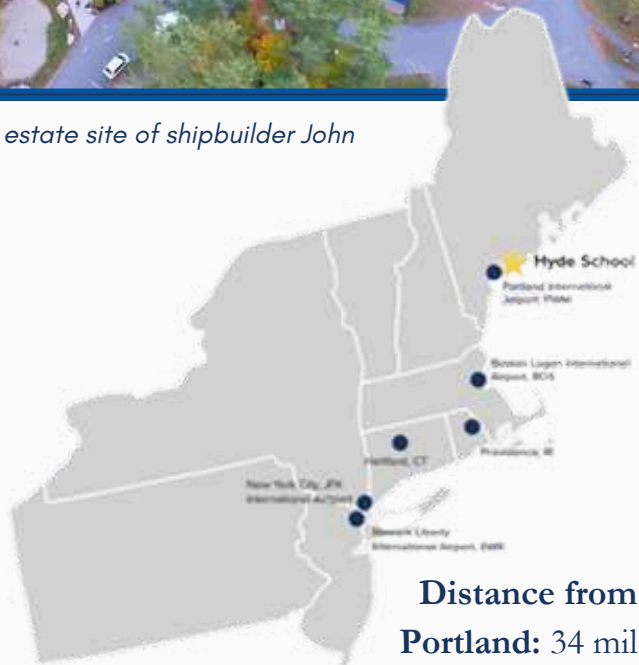 estate site of shipbuilder John
Hyde School
Portland International
Jetport PWM
Boston Logan International
Airport, BOS
Providence, RI
Hartford, CT
New York City, JFK
International Airport
Newark Liberty
International Airport, EWR
Distance from
Portland: 34 mil